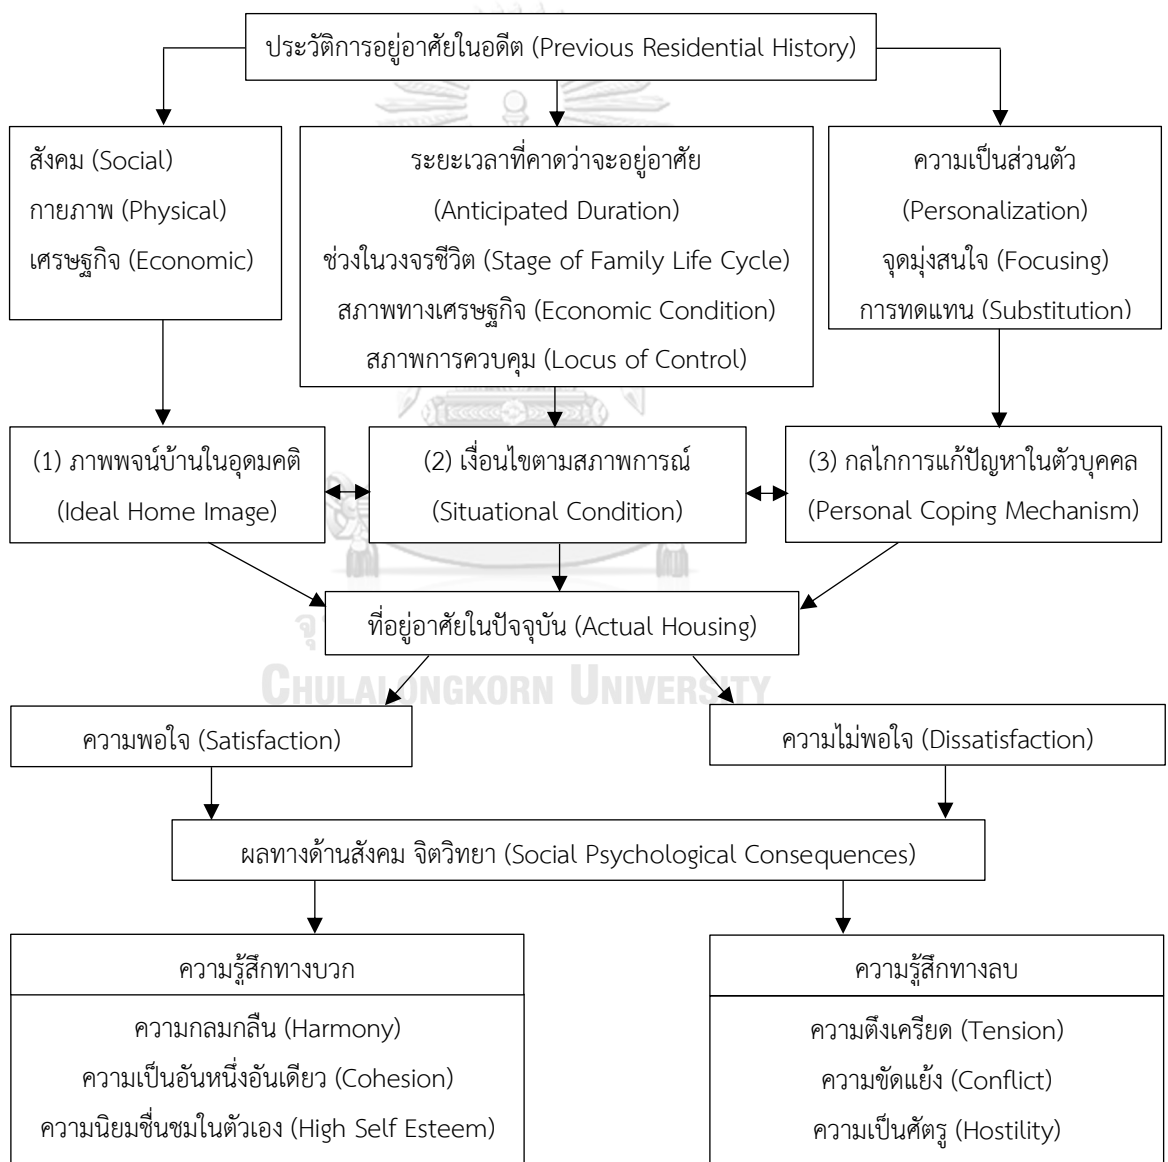 ประวัติการอยู่อาศัยในอดีต (Previous Residential History)
สังคม (Social)
กายภาพ (Physical)
เศรษฐกิจ (Economic)
ระยะเวลาที่คาดว่าจะอยู่อาศัย
(Anticipated Duration)
ช่วงในวงจรชีวิต (Stage of Family Life Cycle)
สภาพทางเศรษฐกิจ (Economic Condition)
สภาพการควบคุม (Locus of Control)
ความเป็นส่วนตัว
(Personalization)
จุดมุ่งสนใจ (Focusing)
การทดแทน (Substitution)
(1) ภาพพจน์บ้านในอุดมคติ
(Ideal Home Image)
(2) เงื่อนไขตามสภาพการณ์
(Situational Condition)
(3) กลไกการแก้ปัญหาในตัวบุคคล
(Personal Coping Mechanism)
ที่อยู่อาศัยในปัจจุบัน (Actual Housing)
CHULALONGKORN UNIVERSITY
ความพอใจ (Satisfaction)
ความไม่พอใจ (Dissatisfaction)
ผลทางด้านสังคม จิตวิทยา (Social Psychological Consequences)
ความรู้สึกทางบวก
ความกลมกลืน (Harmony)
ความเป็นอันหนึ่งอันเดียว (Cohesion)
ความนิยมชื่นชมในตัวเอง (High Self Esteem)
ความรู้สึกทางลบ
ความตึงเครียด (Tension)
ความขัดแย้ง (Conflict)
ความเป็นศัตรู (Hostility)